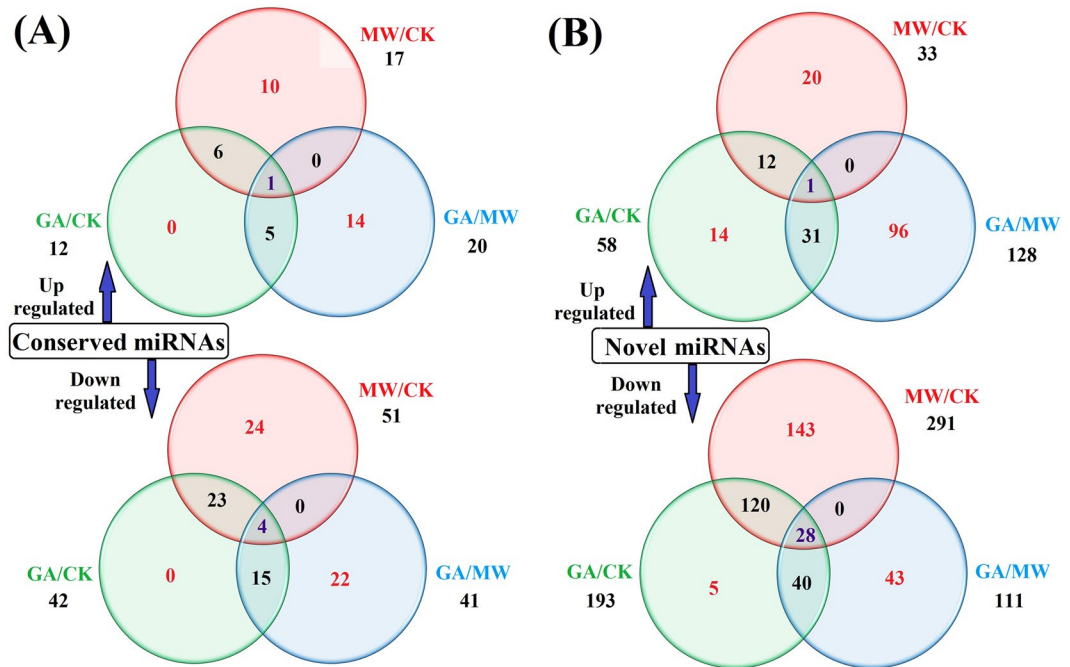 (A)
MW/CK
17
10
6
0
1
GA/CK
12
0
5
14
GA/MW
20
Up
regulated
Conserved miRNAs
Down
regulated
MW/CK
51
24
23
0
4
GA/CK
42
0
15
22
GA/MW
41
(B)
MW/CK
33
20
12
0
1
GA/CK
58
14
31
96
GA/MW
128
Up
regulated
Novel miRNAs
Down
regulated
MW/CK
291
143
120
0
28
GA/CK
193
5
40
43
GA/MW
111